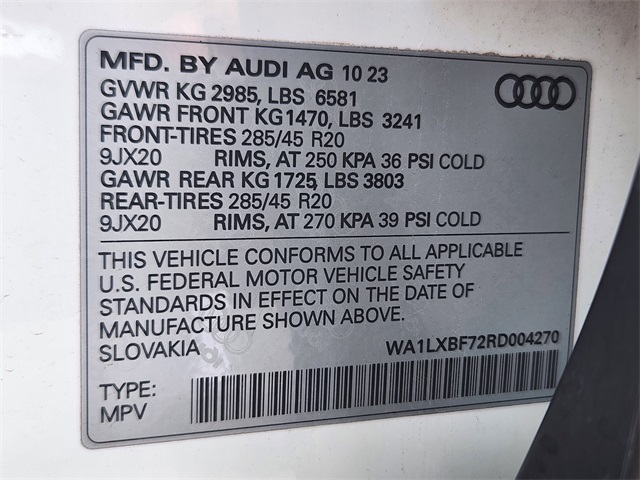 MFD. BY AUDI AG 10 23
GVWR KG 2985, LBS 6581
GAWR FRONT KG1470, LBS 3241
FRONT-TIRES 285/45 R20
9JX20 RIMS, AT 250 KPA 36 PSI COLD
GAWR REAR KG 1725, LBS 3803
REAR-TIRES 285/45 R20
9JX20 RIMS, AT 270 KPA 39 PSI COLD
THIS VEHICLE CONFORMS TO ALL APPLICABLE
U.S. FEDERAL MOTOR VEHICLE SAFETY
STANDARDS IN EFFECT ON THE DATE OF
MANUFACTURE SHOWN ABOVE.
SLOVAKIA WA1LXBF72RD004270
TYPE:
MPV